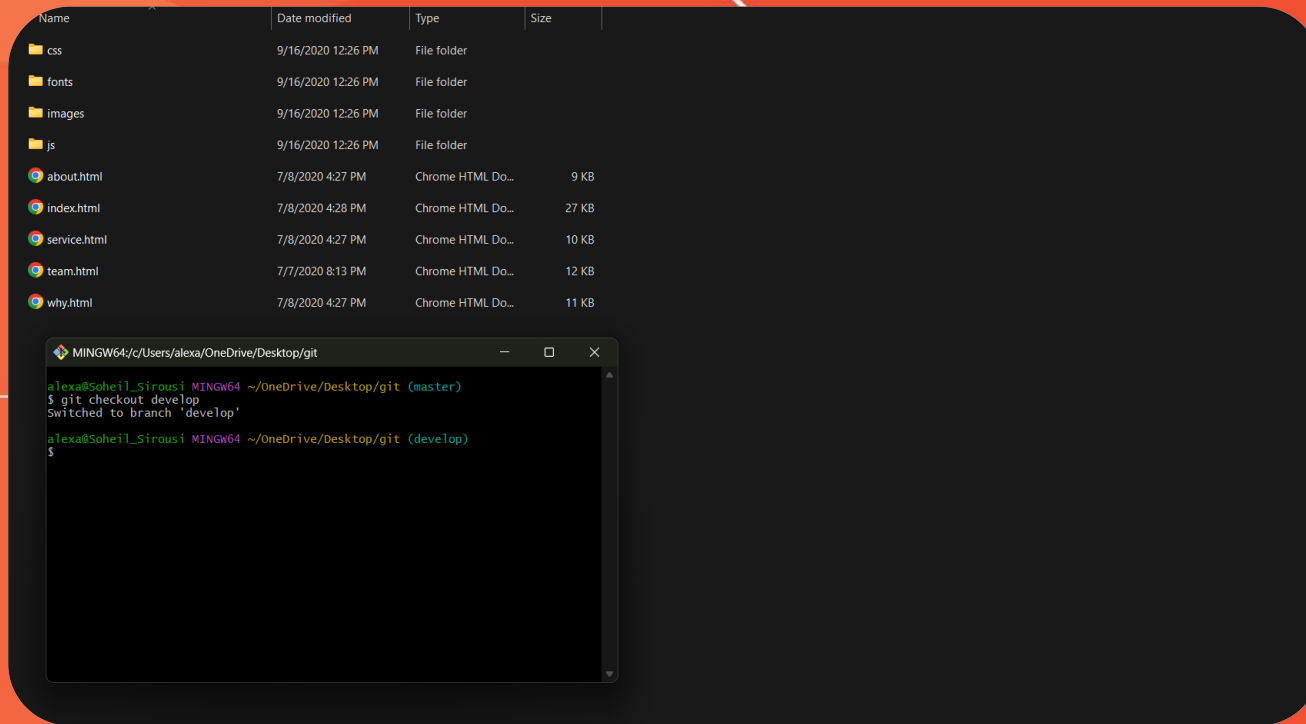 Name Date modified Type Size
css 9/16/2020 12:26 PM File folder
fonts 9/16/2020 12:26 PM File folder
images 9/16/2020 12:26 PM File folder
js 9/16/2020 12:26 PM File folder
about.html 7/8/2020 4:27 PM Chrome HTML Do... 9 KB
index.html 7/8/2020 4:28 PM Chrome HTML Do... 27 KB
service.html 7/8/2020 4:27 PM Chrome HTML Do... 10 KB
team.html 7/7/2020 8:13 PM Chrome HTML Do... 12 KB
why.html 7/8/2020 4:27 PM Chrome HTML Do... 11 KB
MINGW64:/c/Users/alexa/OneDrive/Desktop/git
alexa@Soheil_Sirousi MINGW64 ~/OneDrive/Desktop/git (master)
$ git checkout develop
Switched to branch 'develop'
alexa@Soheil_Sirousi MINGW64 ~/OneDrive/Desktop/git (develop)
$